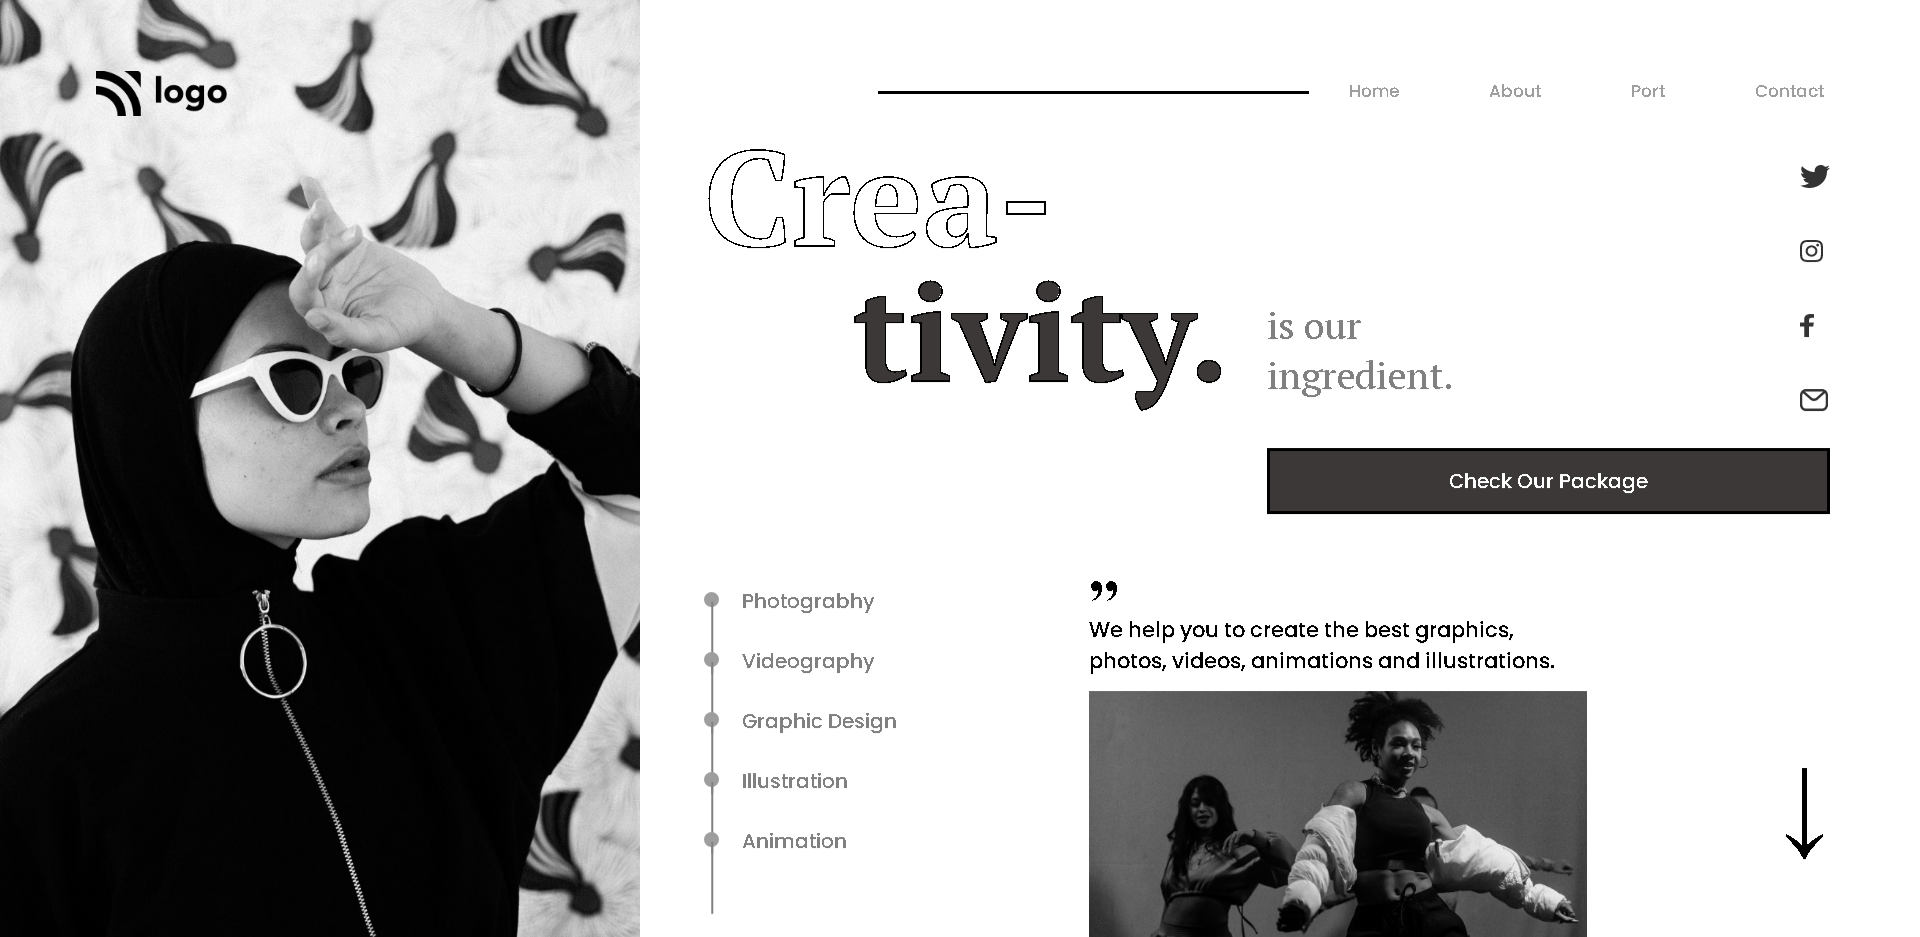 logo
Home About Port Contact
Crea-
tivity.
is our
ingredient.
Check Our Package
Photograbhy
Videography
Graphic Design
Illustration
Animation
”
We help you to create the best graphics,
photos, videos, animations and illustrations.